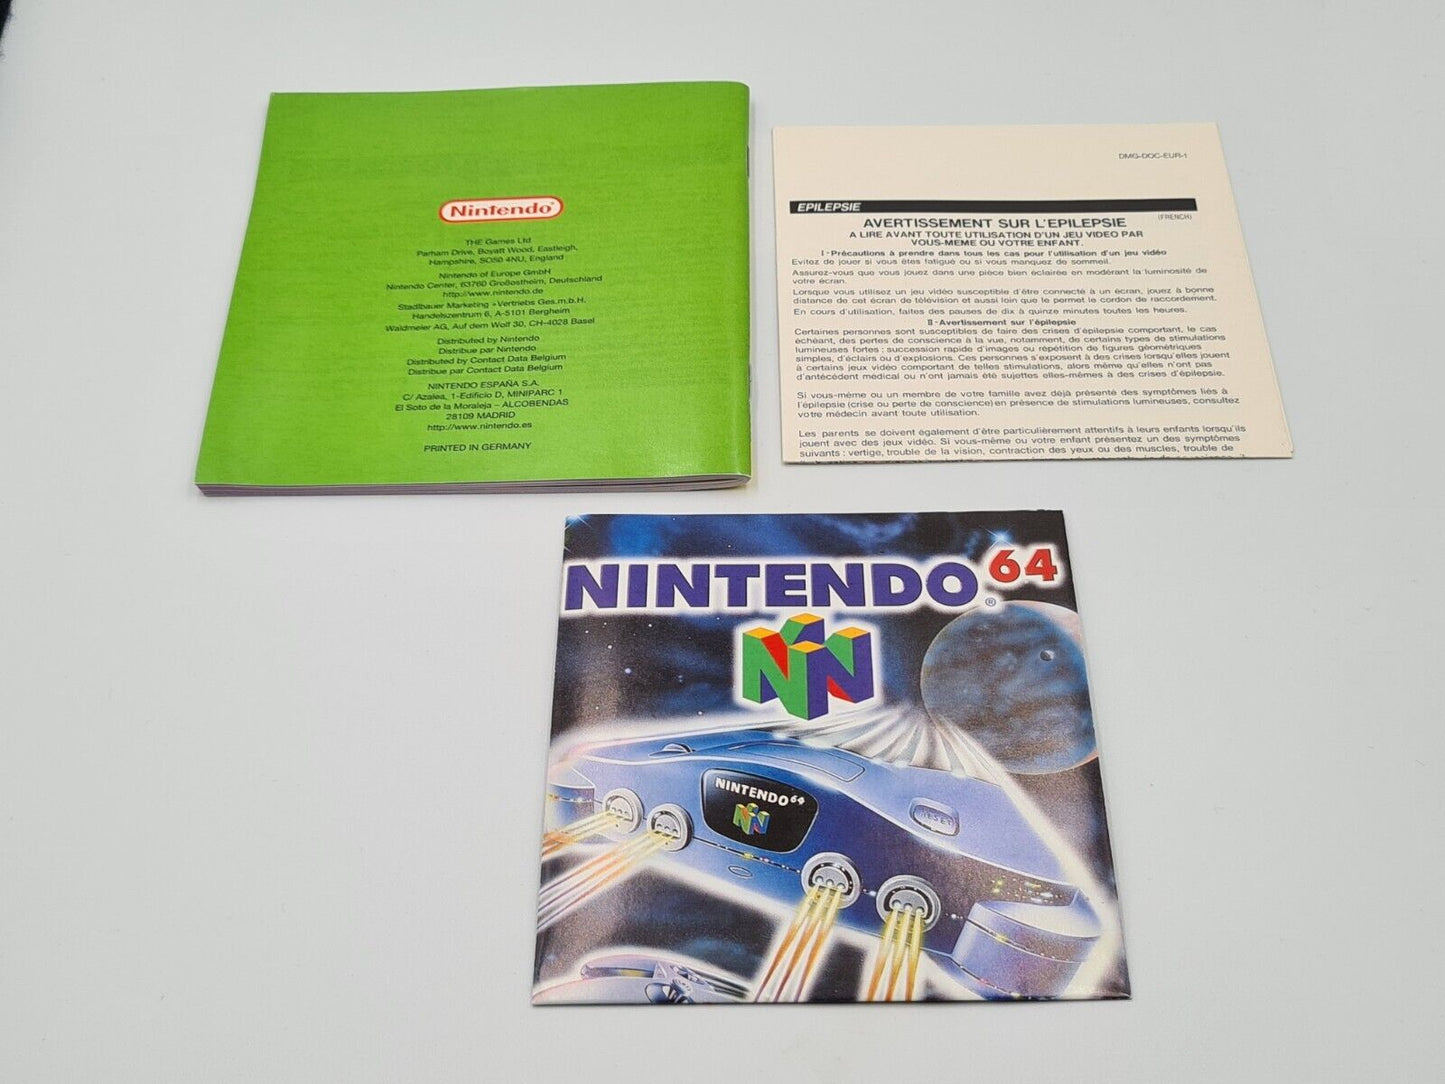 Nintendo®
THE Games Ltd
Parham Drive, Boyatt Wood, Eastleigh,
Hampshire, SO50 4NU, England
Nintendo of Europe GmbH
Nintendo Center, 63760 Großostheim, Deutschland
http://www.nintendo.de
Stadlbauer Marketing + Vertriebs Ges.m.b.H.
Handelszentrum 6, A-5101 Bergheim
Waldmeier AG, Auf dem Wolf 30, CH-4028 Basel
Distributed by Nintendo
Distribue par Nintendo
Distributed by Contact Data Belgium
Distribue par Contact Data Belgium
NINTENDO ESPAÑA S.A.
C/ Azalea, 1-Edificio D, MINIPARC 1
El Soto de la Moraleja – ALCOBENDAS
28109 MADRID
http://www.nintendo.es
PRINTED IN GERMANY
DMG-DOC-EUR-1
EPILEPSIE
(FRENCH)
AVERTISSEMENT SUR L'EPILEPSIE
A LIRE AVANT TOUTE UTILISATION D'UN JEU VIDEO PAR
VOUS-MEME OU VOTRE ENFANT.
I - Précautions à prendre dans tous les cas pour l'utilisation d'un jeu vidéo
Evitez de jouer si vous êtes fatigué ou si vous manquez de sommeil.
Assurez-vous que vous jouez dans une pièce bien éclairée en modérant la luminosité de
votre écran.
Lorsque vous utilisez un jeu vidéo susceptible d'être connecté à un écran, jouez à bonne
distance de cet écran de télévision et aussi loin que le permet le cordon de raccordement.
En cours d'utilisation, faites des pauses de dix à quinze minutes toutes les heures.
II - Avertissement sur l'épilepsie
Certaines personnes sont susceptibles de faire des crises d'épilepsie comportant, le cas
échéant, des pertes de conscience à la vue, notamment, de certains types de stimulations
lumineuses fortes : succession rapide d'images ou répétition de figures géométriques
simples, d'éclairs ou d'explosions. Ces personnes s'exposent à des crises lorsqu'elles jouent
à certains jeux vidéo comportant de telles stimulations, alors même qu'elles n'ont pas
d'antécédent médical ou n'ont jamais été sujettes elles-mêmes à des crises d'épilepsie.
Si vous-même ou un membre de votre famille avez déjà présenté des symptômes liés à
l'épilepsie (crise ou perte de conscience) en présence de stimulations lumineuses, consultez
votre médecin avant toute utilisation.
Les parents se doivent également d'être particulièrement attentifs à leurs enfants lorsqu'ils
jouent avec des jeux vidéo. Si vous-même ou votre enfant présentez un des symptômes
suivants : vertige, trouble de la vision, contraction des yeux ou des muscles, trouble de
NINTENDO 64
®
NINTENDO 64
RESET